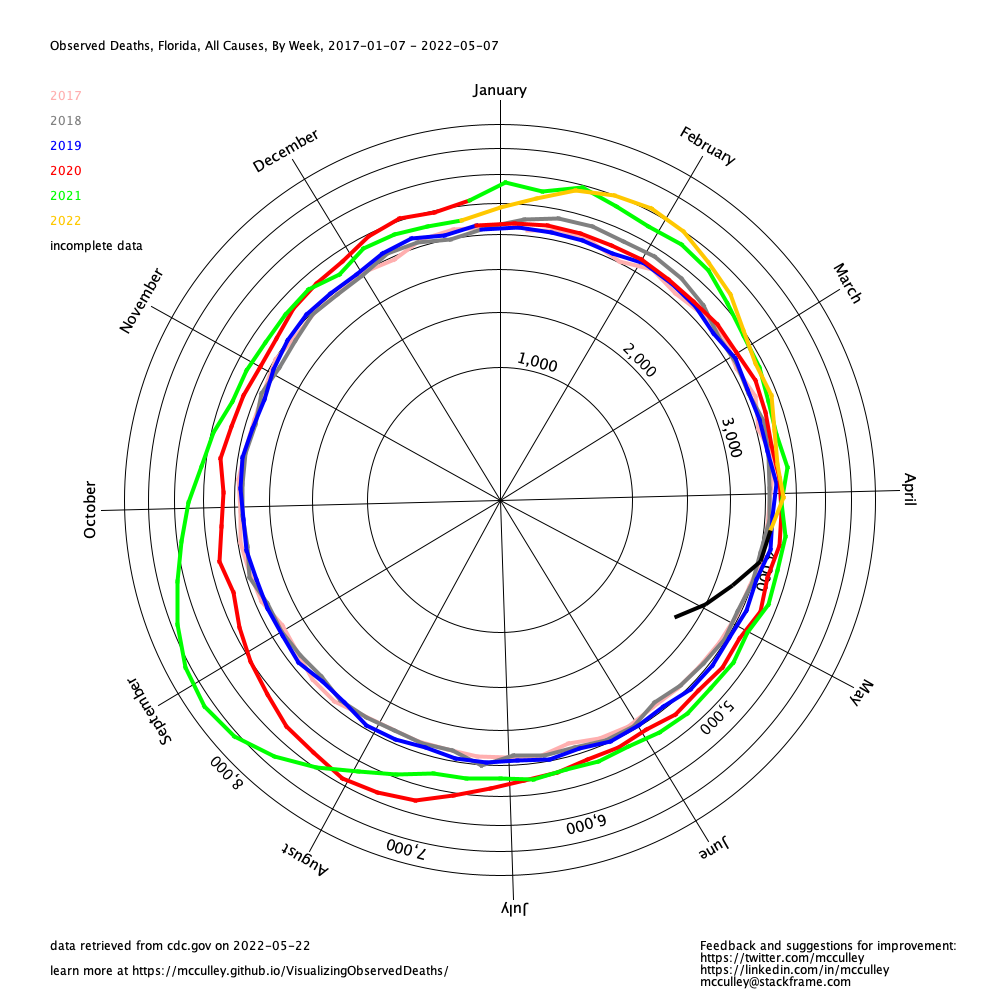 Observed Deaths, Florida, All Causes, By Week, 2017-01-07 - 2022-05-07
January
2017
2018
2019
2020
2021
2022
incomplete data
December
February
November
March
1,000
2,000
3,000
October
April
4,000
September
May
5,000
8,000
6,000
7,000
August
June
July
data retrieved from cdc.gov on 2022-05-22
learn more at https://mcculley.github.io/VisualizingObservedDeaths/
Feedback and suggestions for improvement:
https://twitter.com/mcculley
https://linkedin.com/in/mcculley
mcculley@stackframe.com